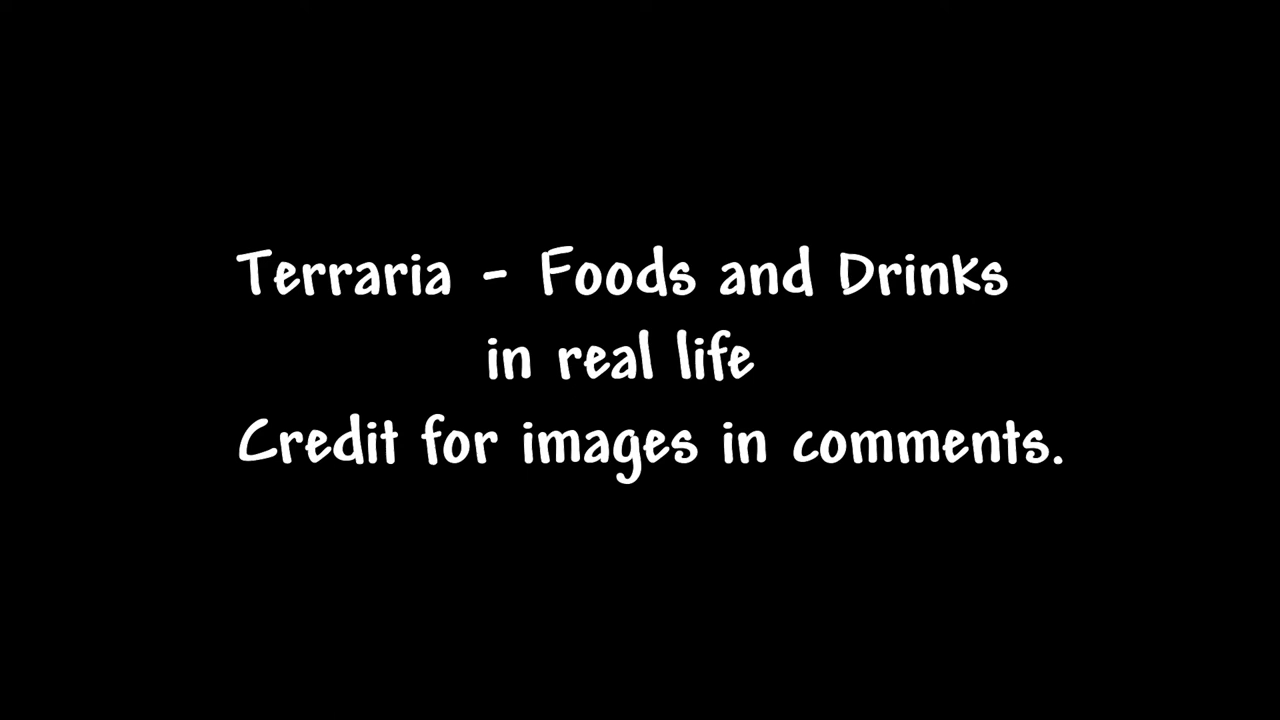 Terraria - Foods and Drinks
in real life
Credit for images in comments.